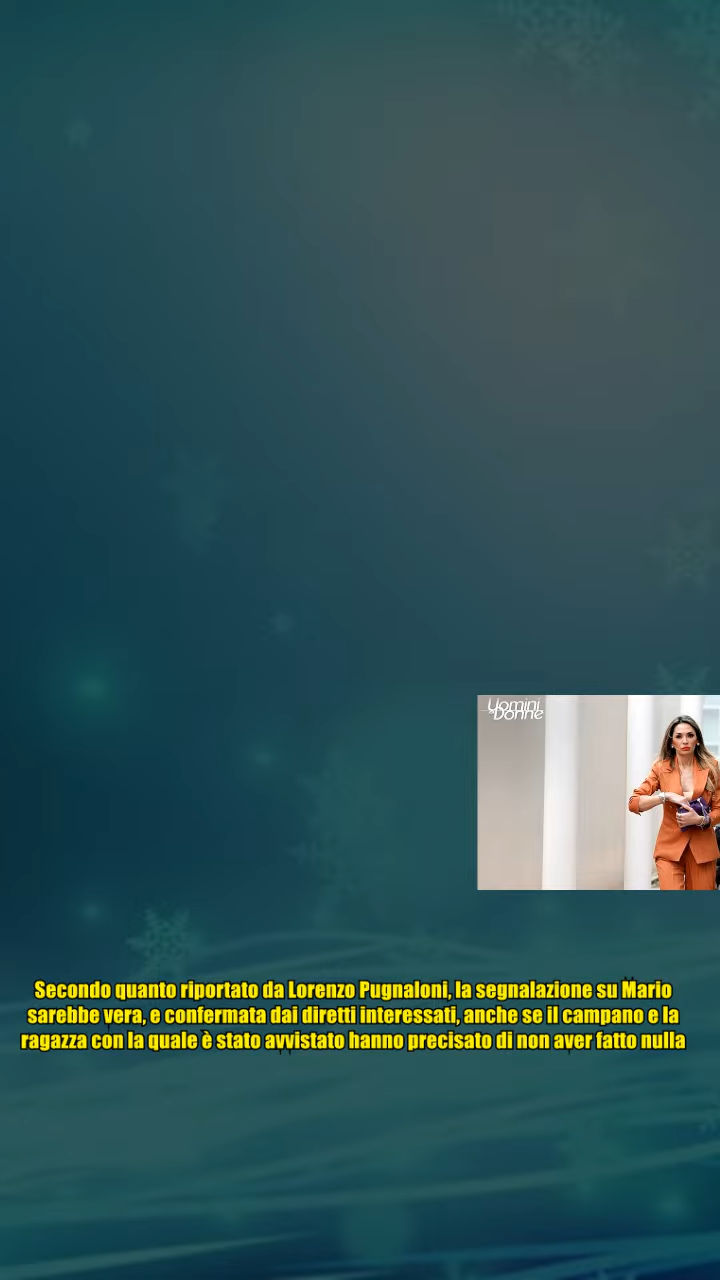 Uomini
e Donne
Secondo quanto riportato da Lorenzo Pugnaloni, la segnalazione su Mario
sarebbe vera, e confermata dai diretti interessati, anche se il campano e la
ragazza con la quale è stato avvistato hanno precisato di non aver fatto nulla